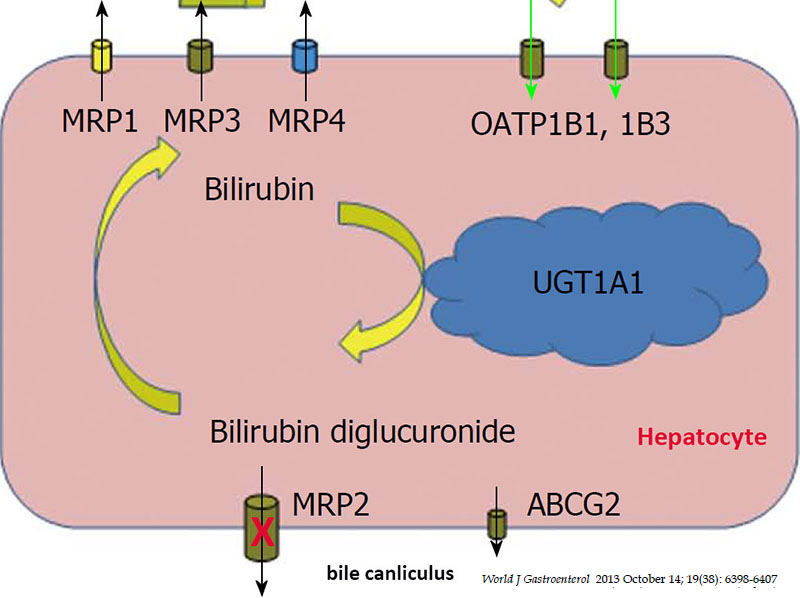 MRP1 MRP3 MRP4 OATP1B1, 1B3
Bilirubin
UGT1A1
Bilirubin diglucuronide
Hepatocyte
MRP2 ABCG2
X
bile canliculus
World J Gastroenterol 2013 October 14; 19(38): 6398-6407